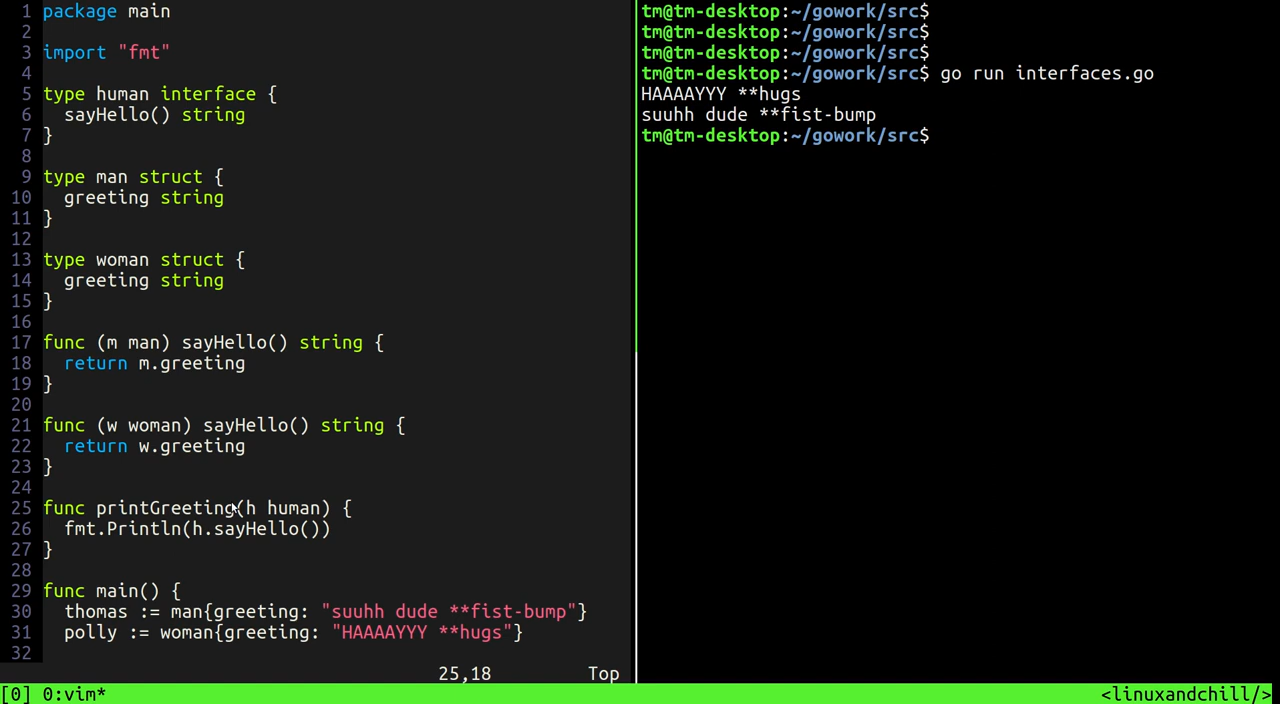 1 package main
2
3 import "fmt"
4
5 type human interface {
6   sayHello() string
7 }
8
9 type man struct {
10   greeting string
11 }
12
13 type woman struct {
14   greeting string
15 }
16
17 func (m man) sayHello() string {
18   return m.greeting
19 }
20
21 func (w woman) sayHello() string {
22   return w.greeting
23 }
24
25 func printGreeting(h human) {
26   fmt.Println(h.sayHello())
27 }
28
29 func main() {
30   thomas := man{greeting: "suuhh dude **fist-bump"}
31   polly := woman{greeting: "HAAAAYYY **hugs"}
32
25,18 Top
tm@tm-desktop:~/gowork/src$
tm@tm-desktop:~/gowork/src$
tm@tm-desktop:~/gowork/src$
tm@tm-desktop:~/gowork/src$ go run interfaces.go
HAAAAYYY **hugs
suuhh dude **fist-bump
tm@tm-desktop:~/gowork/src$
[0] 0:vim* <linuxandchill/>